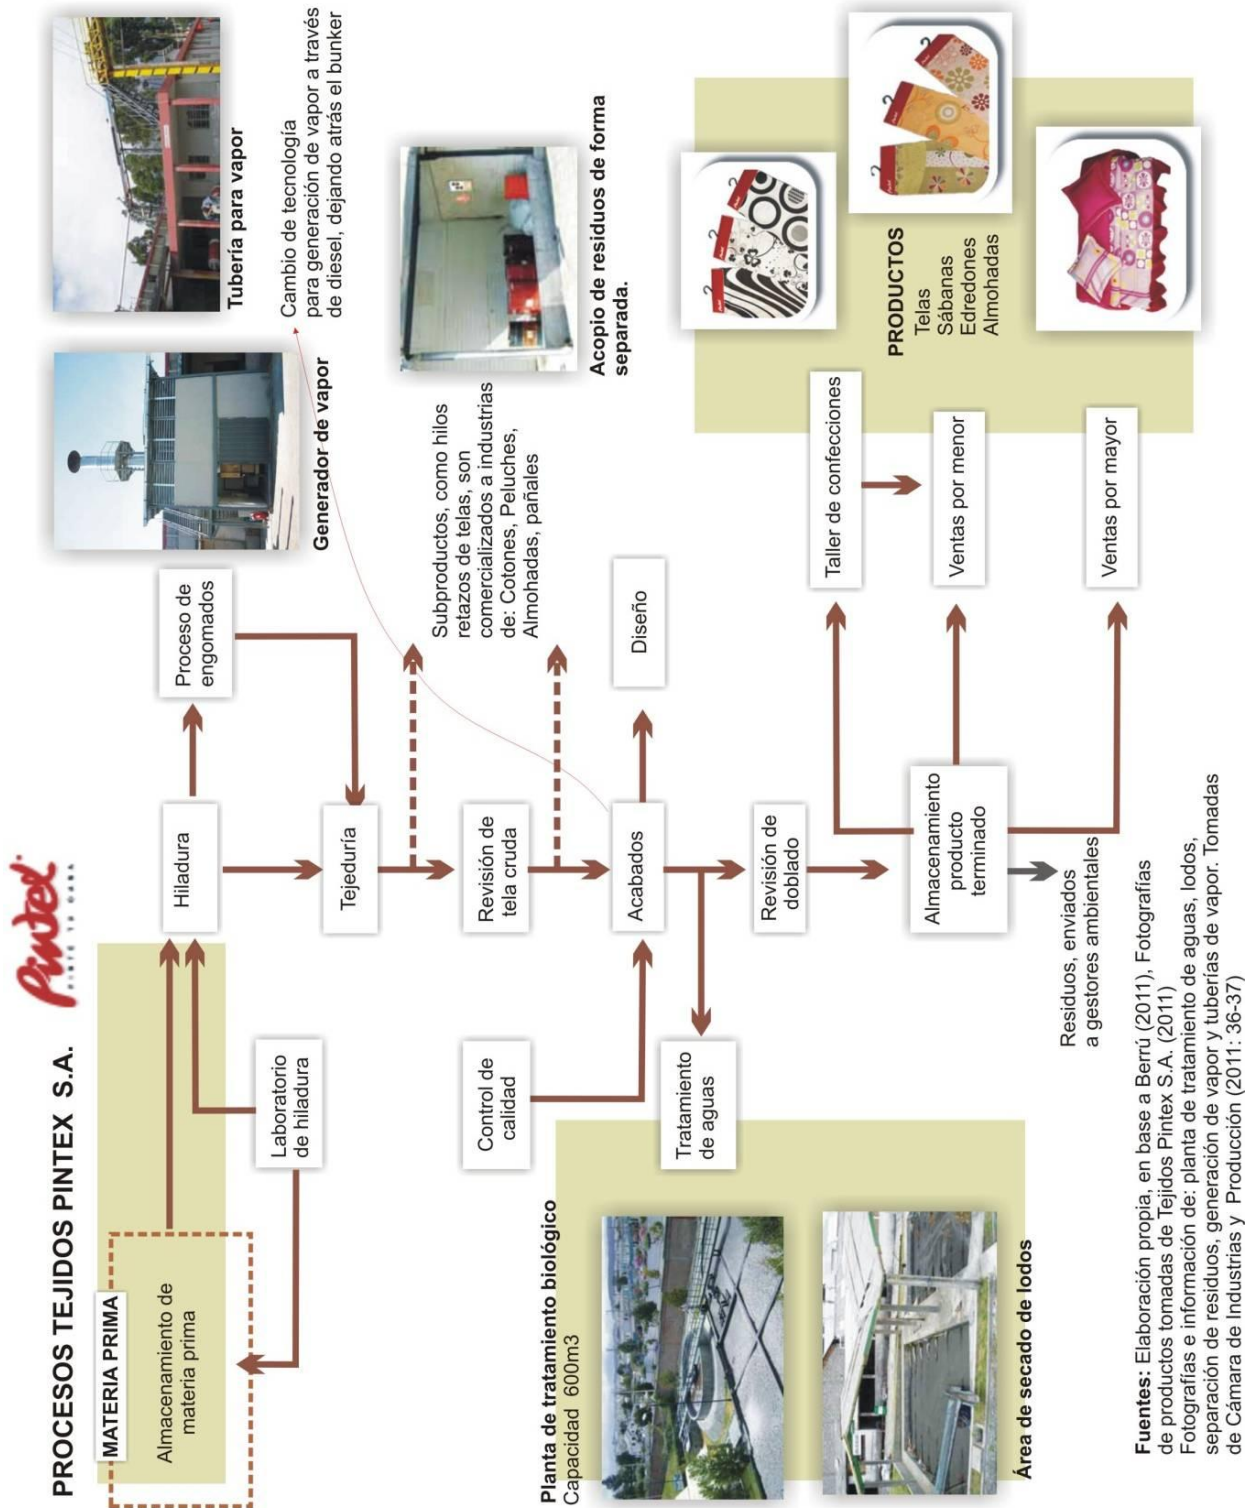 PROCESOS TEJIDOS PINTEX S.A.
Pintex
PINTE TU CASA
MATERIA PRIMA
Almacenamiento de
materia prima
Laboratorio
de hiladura
Hiladura
Proceso de
engomados
Generador de vapor
Tubería para vapor
Cambio de tecnología
para generación de vapor a través
de diesel, dejando atrás el bunker
Tejeduría
Revisión de
tela cruda
Subproductos, como hilos
retazos de telas, son
comercializados a industrias
de: Cotones, Peluches,
Almohadas, pañales
Acopio de residuos de forma
separada.
Control de
calidad
Acabados
Diseño
Planta de tratamiento biológico
Capacidad 600m3
Tratamiento
de aguas
Revisión de
doblado
Área de secado de lodos
Almacenamiento
producto
terminado
Residuos, enviados
a gestores ambientales
Taller de confecciones
Ventas por menor
Ventas por mayor
PRODUCTOS
Telas
Sábanas
Edredones
Almohadas
Fuentes: Elaboración propia, en base a Berrú (2011), Fotografías
de productos tomadas de Tejidos Pintex S.A. (2011)
Fotografías e información de: planta de tratamiento de aguas, lodos,
separación de residuos, generación de vapor y tuberías de vapor. Tomadas
de Cámara de Industrias y Producción (2011: 36-37)